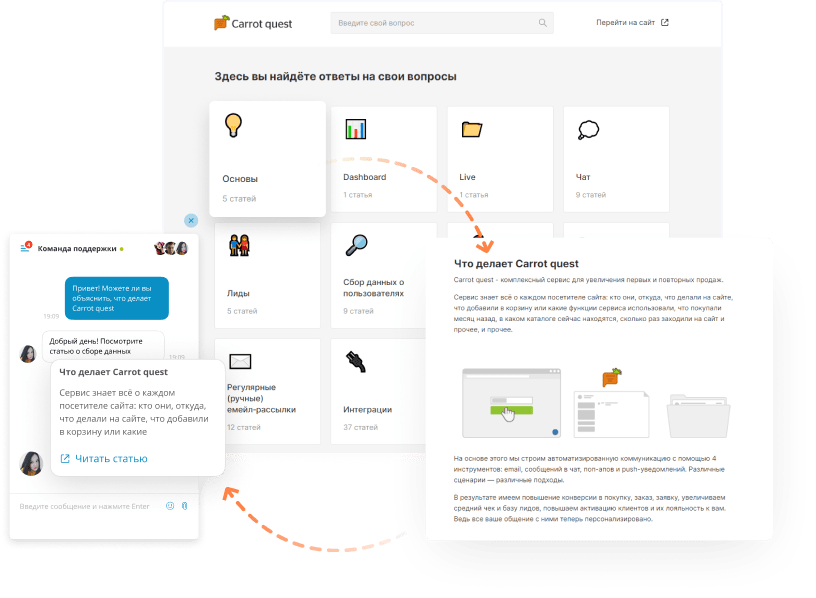 Carrot quest
Введите свой вопрос
Перейти на сайт
Здесь вы найдёте ответы на свои вопросы
Основы
5 статей
Dashboard
1 статья
Live
1 статья
Чат
9 статей
Лиды
5 статей
Сбор данных о
пользователях
9 статей
Регулярные
(ручные)
емейл-рассылки
12 статей
Интеграции
37 статей
4
Команда поддержки
Привет! Можете ли вы
объяснить, что делает
Carrot quest
19:09
Добрый день! Посмотрите
статью о сборе данных
19:09
Что делает Carrot quest
Сервис знает всё о каждом
посетителе сайта: кто они, откуда,
что делали на сайте, что добавили
в корзину или какие
Читать статью
Введите сообщение и нажмите Enter
Что делает Carrot quest
Carrot quest - комплексный сервис для увеличения первых и повторных продаж.
Сервис знает всё о каждом посетителе сайта: кто они, откуда, что делали на сайте,
что добавили в корзину или какие функции сервиса использовали, что покупали
месяц назад, в каком каталоге сейчас находятся, сколько раз заходили на сайт и
прочее, и прочее.
На основе этого мы строим автоматизированную коммуникацию с помощью 4
инструментов: email, сообщений в чат, поп-апов и push-уведомлений. Различные
сценарии — различные подходы.
В результате имеем повышение конверсии в покупку, заказ, заявку, увеличиваем
средний чек и базу лидов, повышаем активацию клиентов и их лояльность к вам.
Ведь все ваше общение с ними теперь персонализировано.